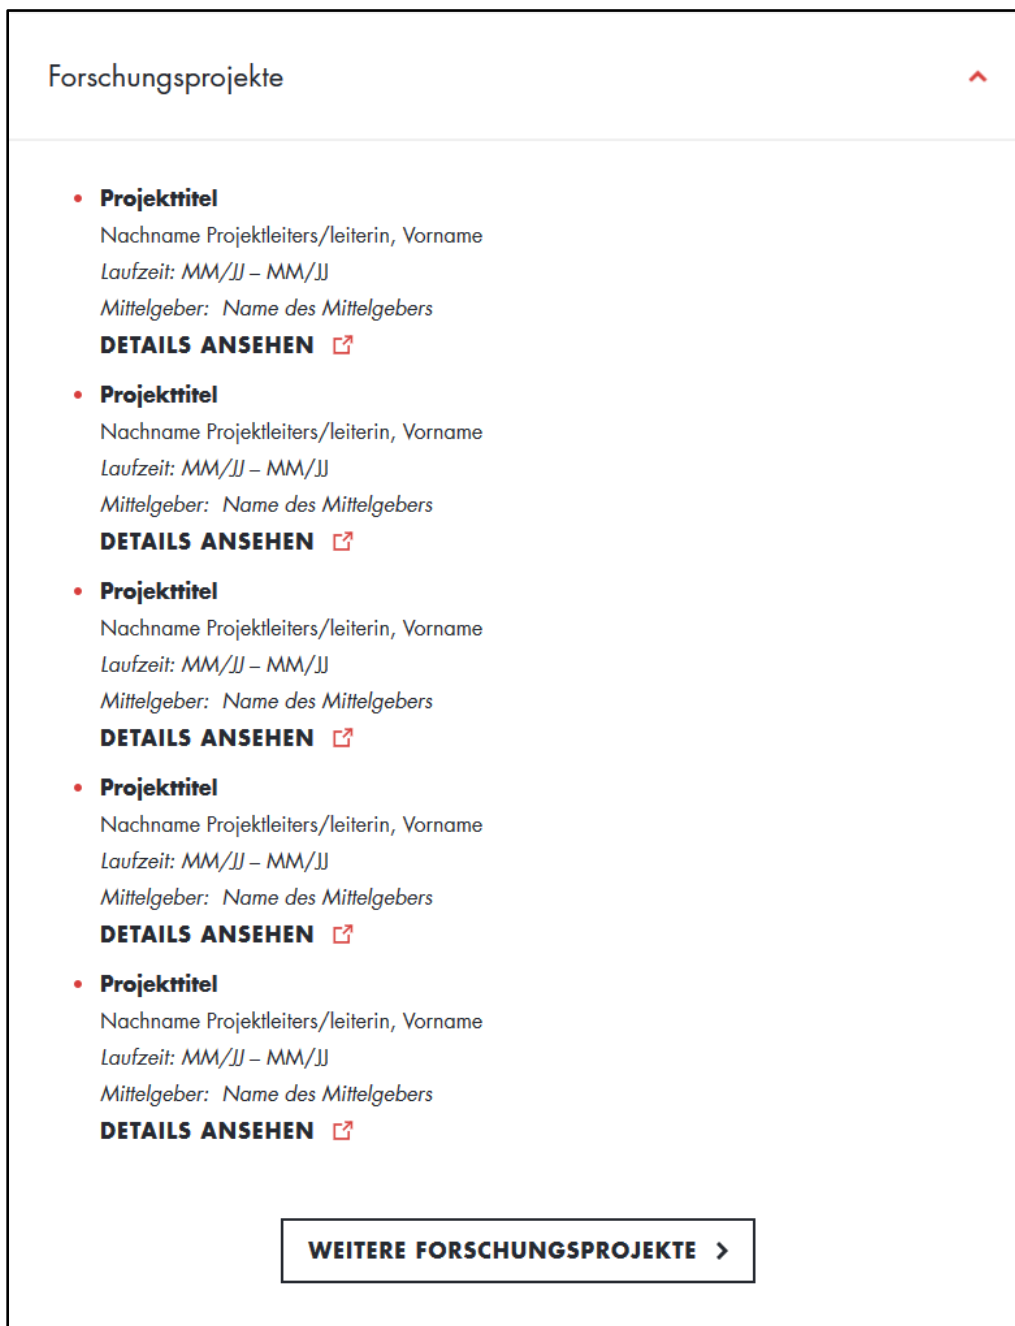 Forschungsprojekte
Projekttitel
Nachname Projektleiters/leiterin, Vorname
Laufzeit: MM/JJ – MM/JJ
Mittelgeber:  Name des Mittelgebers
DETAILS ANSEHEN
Projekttitel
Nachname Projektleiters/leiterin, Vorname
Laufzeit: MM/JJ – MM/JJ
Mittelgeber:  Name des Mittelgebers
DETAILS ANSEHEN
Projekttitel
Nachname Projektleiters/leiterin, Vorname
Laufzeit: MM/JJ – MM/JJ
Mittelgeber:  Name des Mittelgebers
DETAILS ANSEHEN
Projekttitel
Nachname Projektleiters/leiterin, Vorname
Laufzeit: MM/JJ – MM/JJ
Mittelgeber:  Name des Mittelgebers
DETAILS ANSEHEN
Projekttitel
Nachname Projektleiters/leiterin, Vorname
Laufzeit: MM/JJ – MM/JJ
Mittelgeber:  Name des Mittelgebers
DETAILS ANSEHEN
WEITERE FORSCHUNGSPROJEKTE